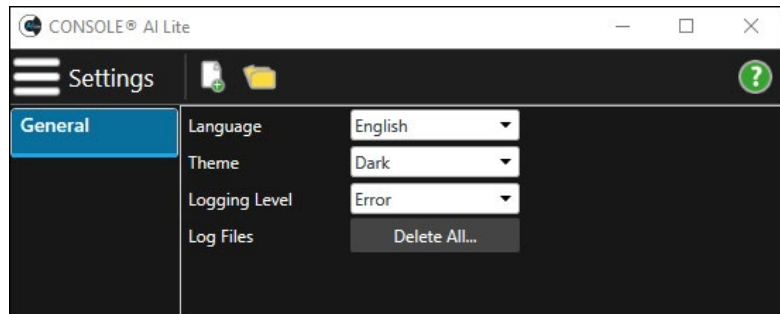 CONSOLE® AI Lite
Settings
General
Language English
Theme Dark
Logging Level Error
Log Files Delete All...